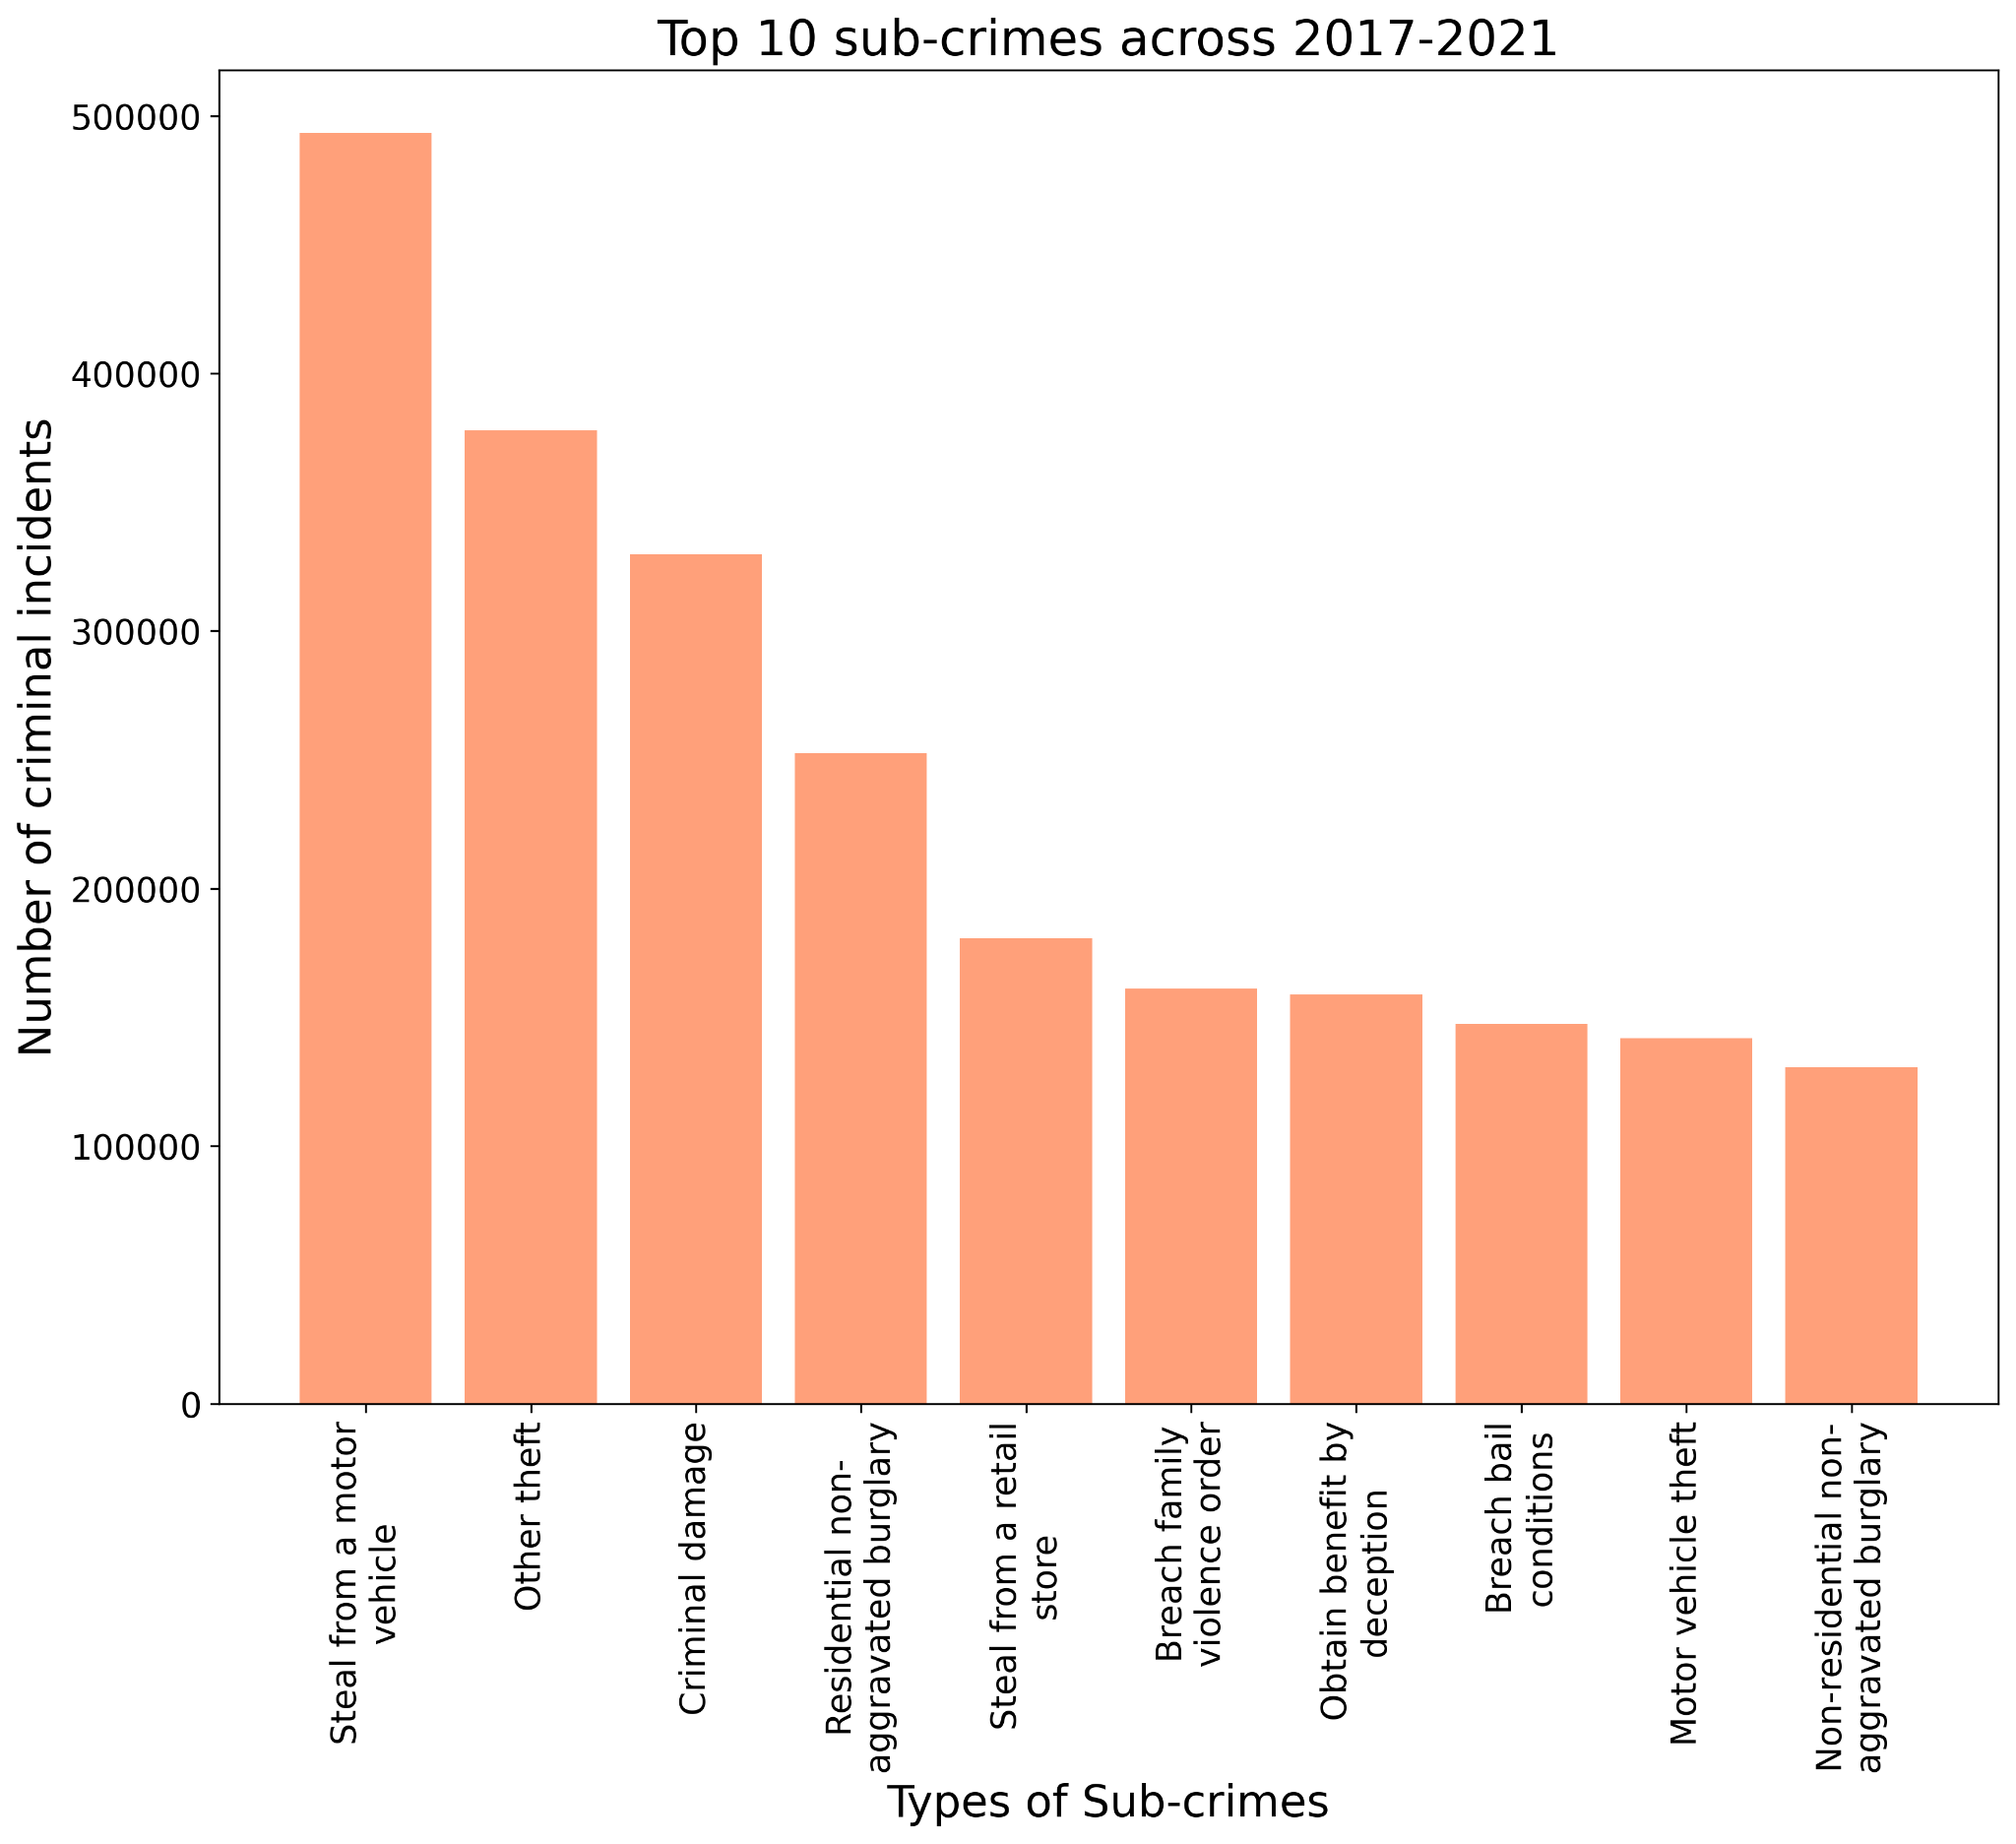 Top 10 sub-crimes across 2017-2021
Number of criminal incidents
500000
400000
300000
200000
100000
0
Steal from a motor
vehicle
Other theft
Criminal damage
Residential non-
aggravated burglary
Steal from a retail
store
Breach family
violence order
Obtain benefit by
deception
Breach bail
conditions
Motor vehicle theft
Non-residential non-
aggravated burglary
Types of Sub-crimes